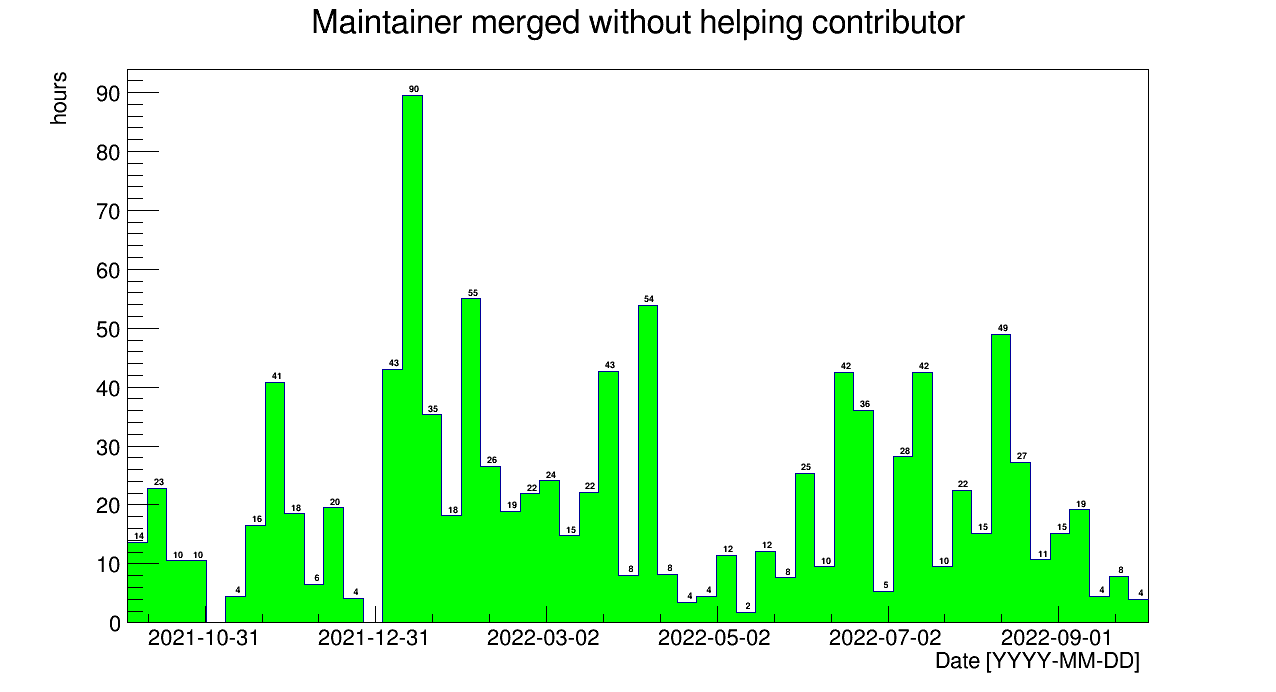 Maintainer merged without helping contributor
hours
90
80
70
60
50
40
30
20
10
0
14 23 10 10 4 16 41 18 6 20 4 43 90 35 18 55 26 19 22 24 15 22 43 8 54 8 4 4 12 2 12 8 25 10 42 36 5 28 42 10 22 15 49 27 11 15 19 4 8 4
2021-10-31 2021-12-31 2022-03-02 2022-05-02 2022-07-02 2022-09-01
Date [YYYY-MM-DD]